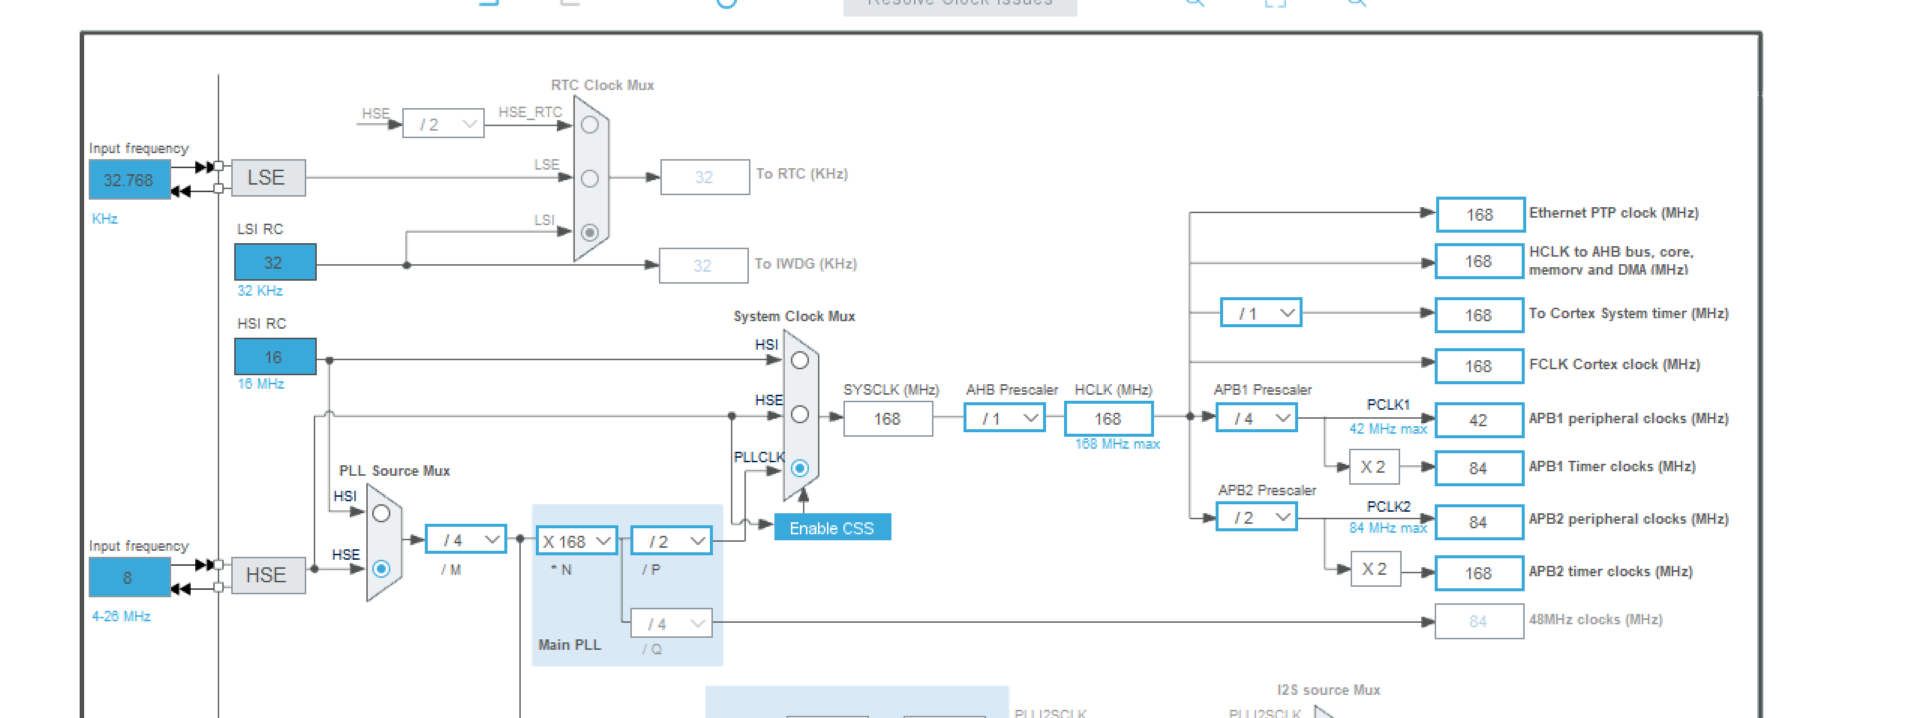 Resolve Clock Issues
RTC Clock Mux
HSE
/ 2
HSE_RTC
Input frequency
32.768
KHz
LSE
LSE
32
To RTC (KHz)
LSI RC
32
32 KHz
LSI
32
To IWDG (KHz)
HSI RC
16
16 MHz
System Clock Mux
HSI
HSE
PLLCLK
Enable CSS
SYSCLK (MHz)
168
AHB Prescaler
/ 1
HCLK (MHz)
168
168 MHz max
168
Ethernet PTP clock (MHz)
168
HCLK to AHB bus, core,
memory and DMA (MHz)
/ 1
168
To Cortex System timer (MHz)
168
FCLK Cortex clock (MHz)
APB1 Prescaler
/ 4
PCLK1
42 MHz max
42
APB1 peripheral clocks (MHz)
X 2
84
APB1 Timer clocks (MHz)
APB2 Prescaler
/ 2
PCLK2
84 MHz max
84
APB2 peripheral clocks (MHz)
X 2
168
APB2 timer clocks (MHz)
84
48MHz clocks (MHz)
PLL Source Mux
HSI
HSE
Input frequency
8
4-26 MHz
HSE
/ 4
/ M
X 168
* N
/ 2
/ P
/ 4
/ Q
Main PLL
I2S source Mux
PLLI2SCLK
PLLI2SCLK